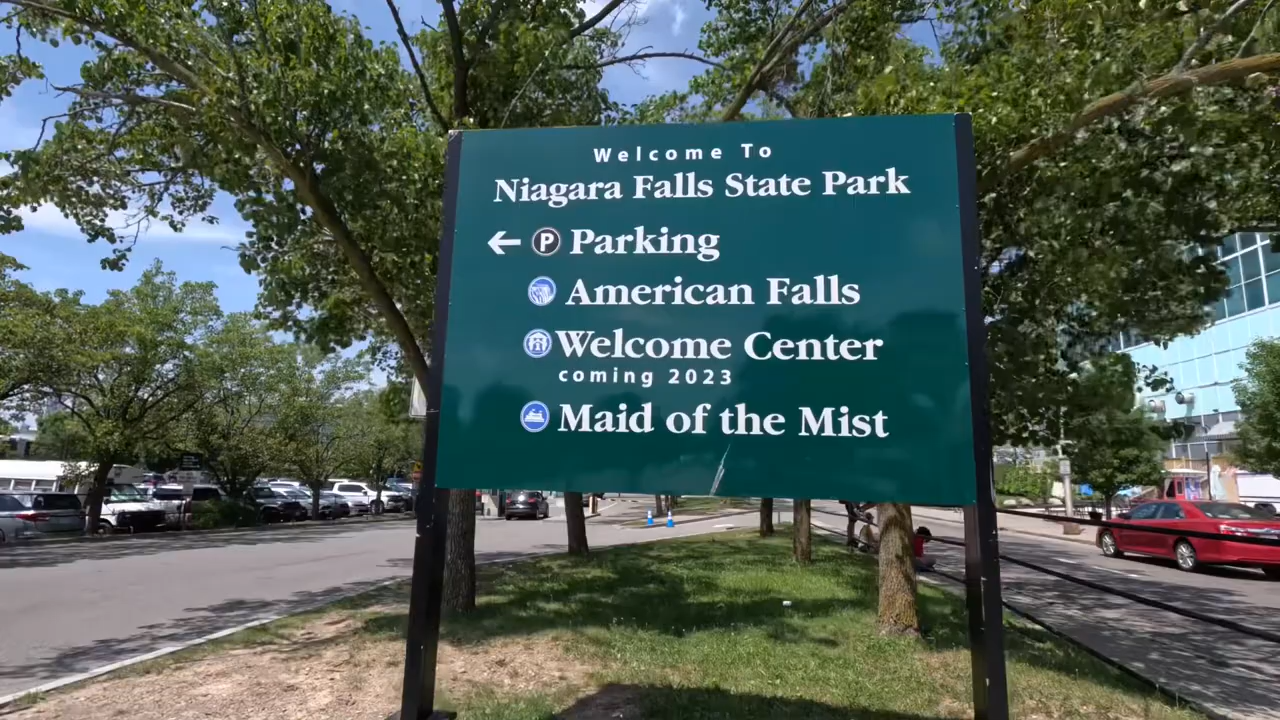 Welcome To
Niagara Falls State Park
← P Parking
American Falls
Welcome Center
coming 2023
Maid of the Mist